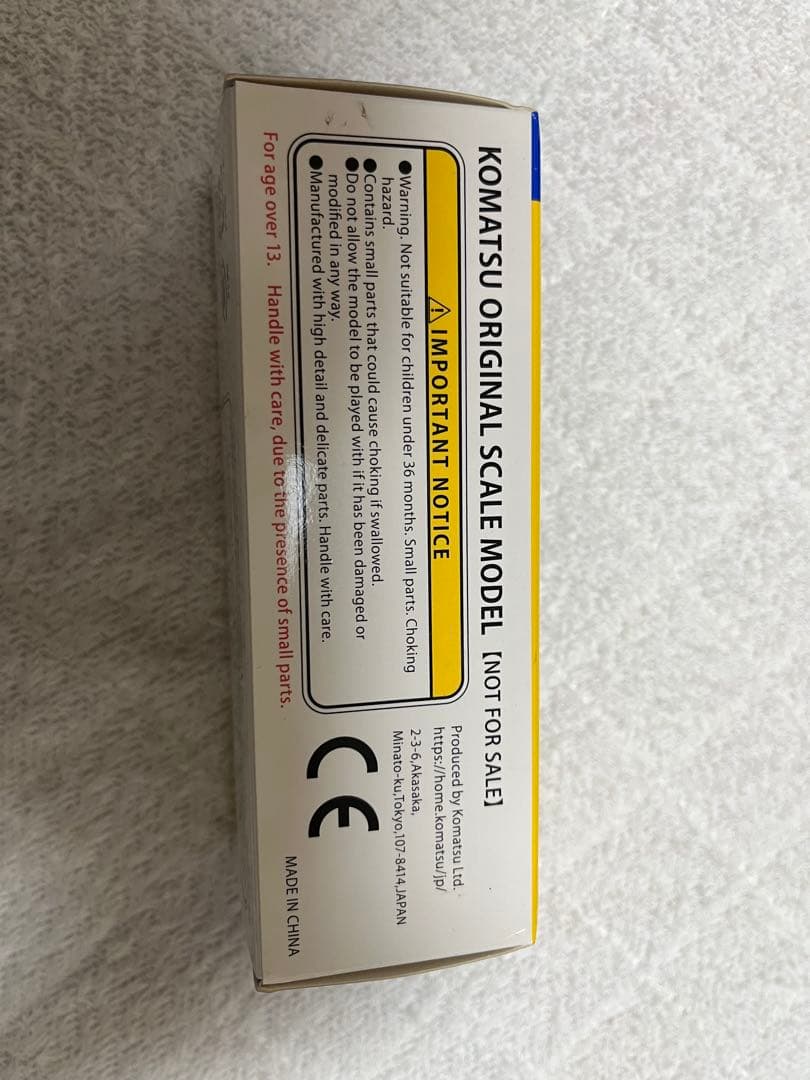 KOMATSU ORIGINAL SCALE MODEL【NOT FOR SALE】
⚠ IMPORTANT NOTICE
●Warning. Not suitable for children under 36 months. Small parts. Choking
hazard.
●Contains small parts that could cause choking if swallowed.
●Do not allow the model to be played with if it has been damaged or
modified in any way.
●Manufactured with high detail and delicate parts. Handle with care.
For age over 13. Handle with care, due to the presence of small parts.
Produced by Komatsu Ltd.
https://home.komatsu/jp/
2-3-6,Akasaka,
Minato-ku,Tokyo,107-8414,JAPAN
CE
MADE IN CHINA